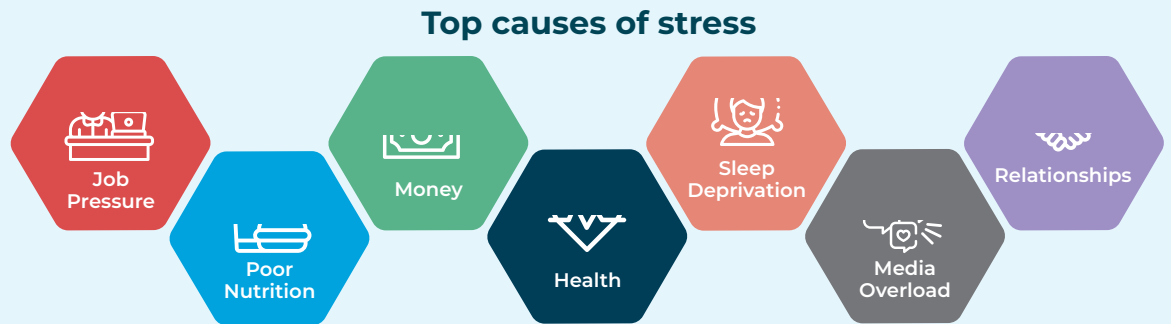 Top causes of stress
Job
Pressure
Poor
Nutrition
Money
Health
Sleep
Deprivation
Media
Overload
Relationships